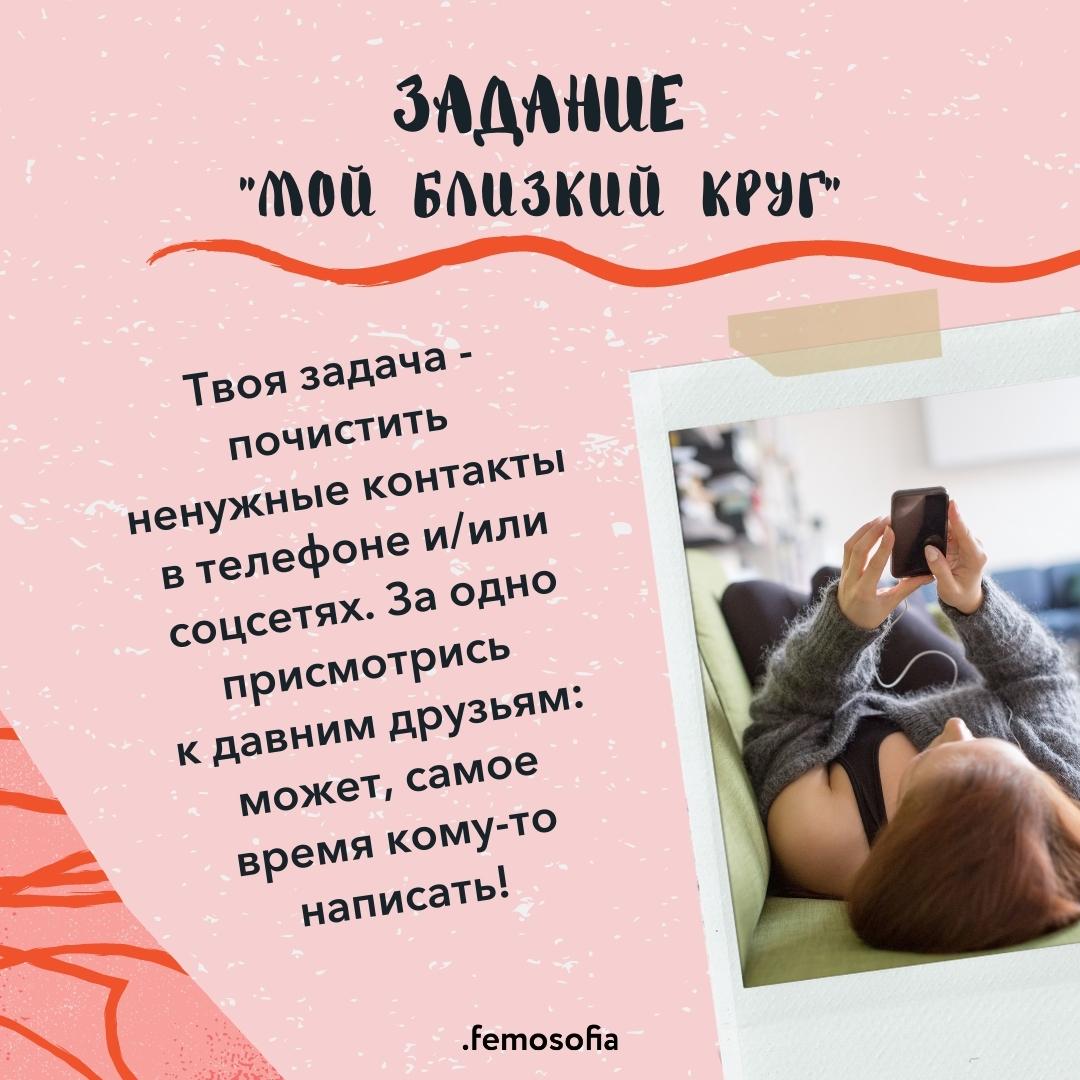 ЗАДАНИЕ
"МОЙ БЛИЗКИЙ КРУГ"
Твоя задача -
почистить
ненужные контакты
в телефоне и/или
соцсетях. За одно
присмотрись
к давним друзьям:
может, самое
время кому-то
написать!
.femosofia